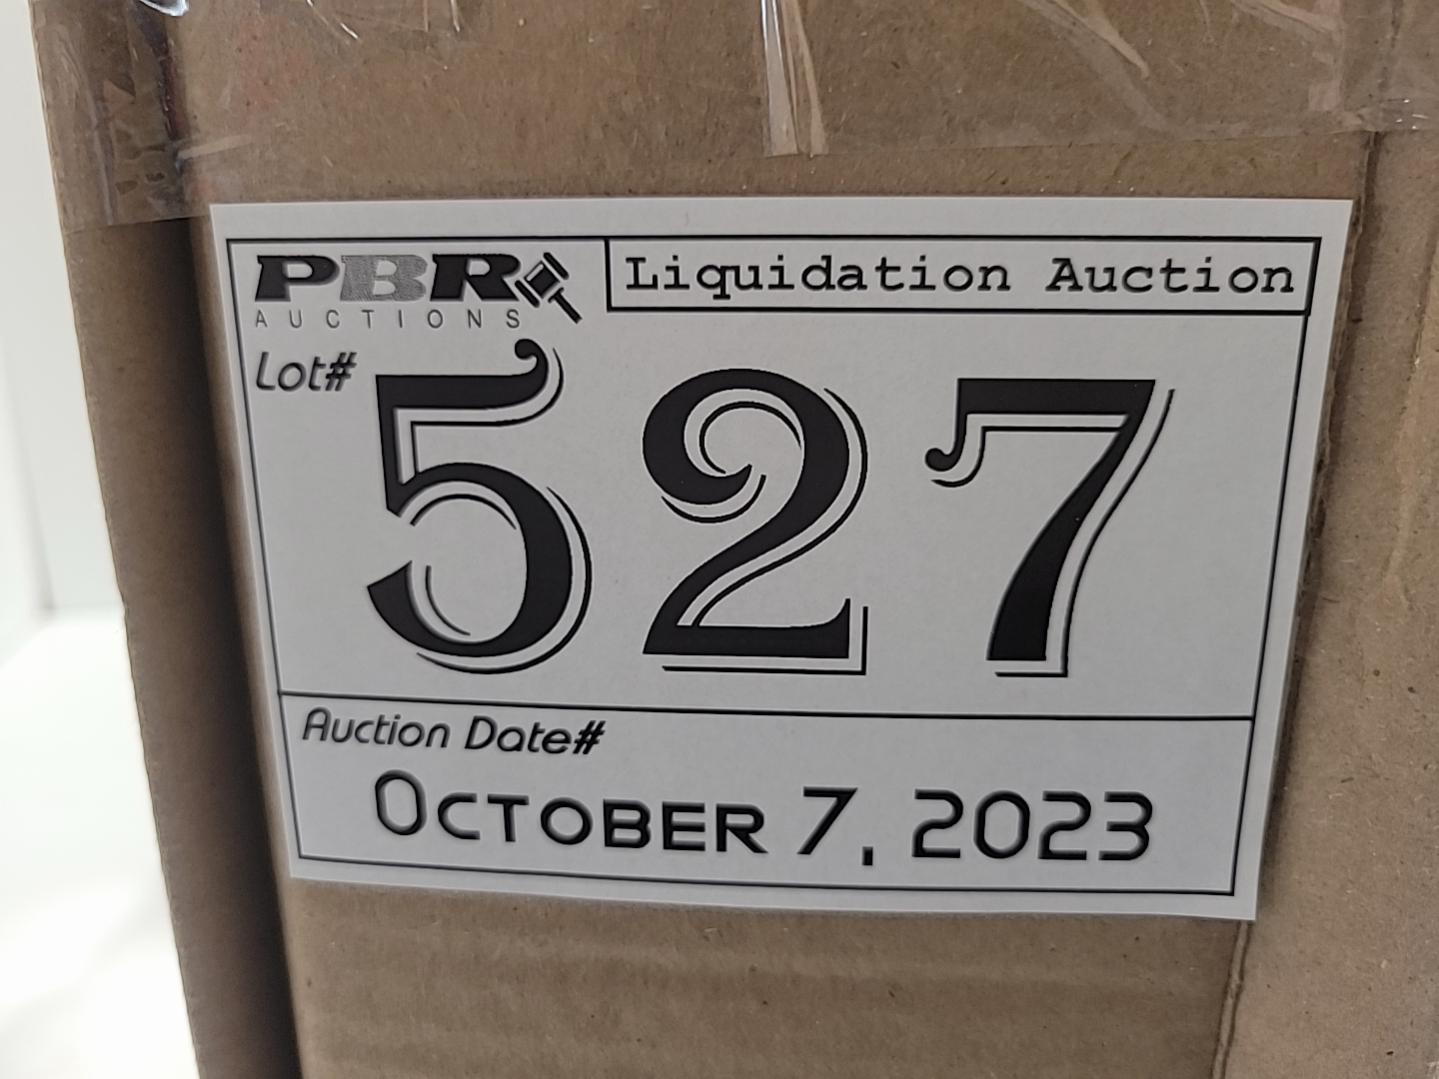 PBR
AUCTIONS
Liquidation Auction
Lot#
527
Auction Date#
OCTOBER 7, 2023